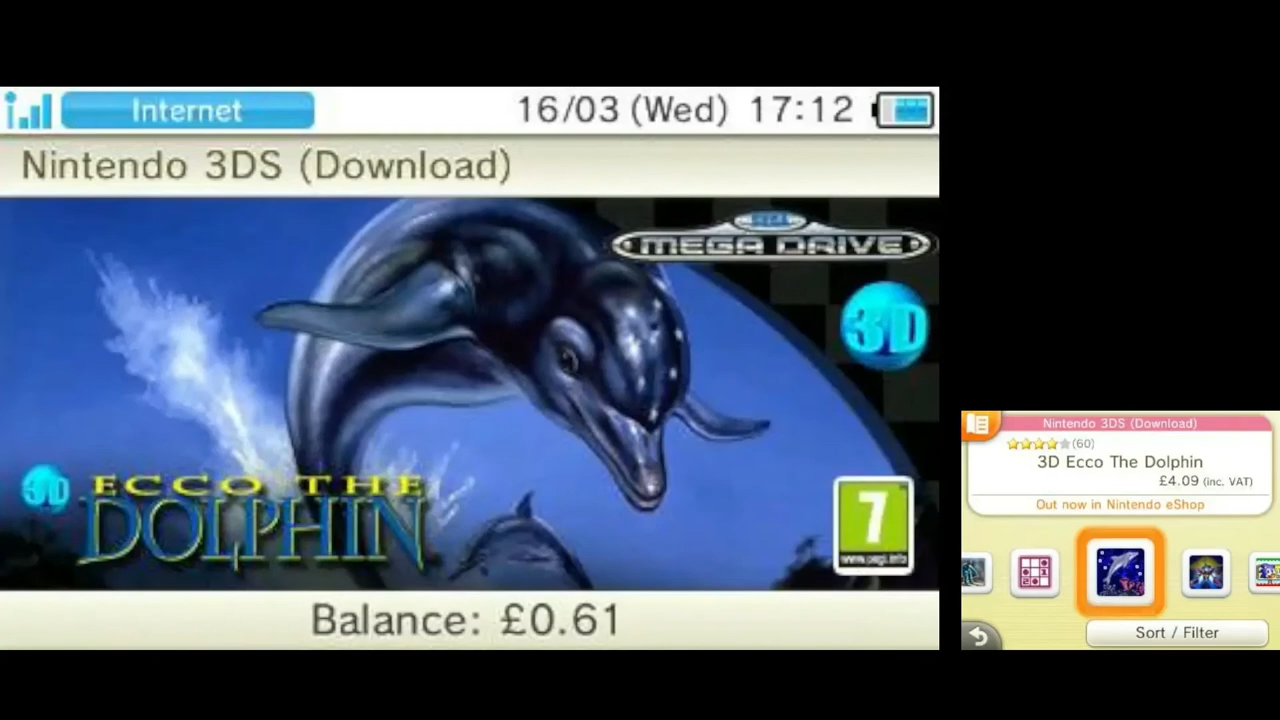 Internet
16/03 (Wed) 17:12
Nintendo 3DS (Download)
SEGA
MEGA DRIVE
3D
3D
ECCO THE
DOLPHIN
7
www.pegi.info
Balance: £0.61
Nintendo 3DS (Download)
(60)
3D Ecco The Dolphin
£4.09 (inc. VAT)
Out now in Nintendo eShop
Sort / Filter